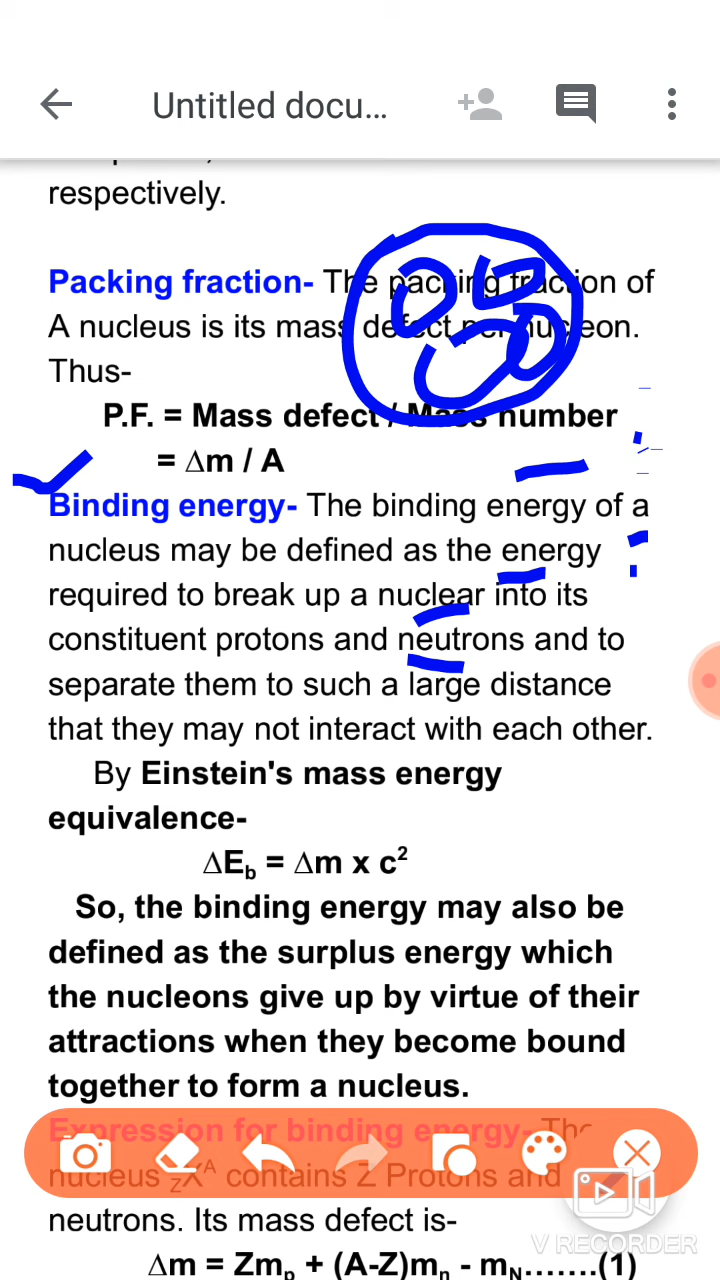 Untitled docu...
respectively.
Packing fraction- The packing fraction of
A nucleus is its mass defect per nucleon.
Thus-
P.F. = Mass defect / Mass number
= Δm / A
Binding energy- The binding energy of a
nucleus may be defined as the energy
required to break up a nuclear into its
constituent protons and neutrons and to
separate them to such a large distance
that they may not interact with each other.
By Einstein's mass energy
equivalence-
ΔE_b = Δm x c²
So, the binding energy may also be
defined as the surplus energy which
the nucleons give up by virtue of their
attractions when they become bound
together to form a nucleus.
Expression for binding energy- The
nucleus _ZX^A contains Z Protons and
neutrons. Its mass defect is-
Δm = Zm_p + (A-Z)m_n - m_N.......(1)
V RECORDER